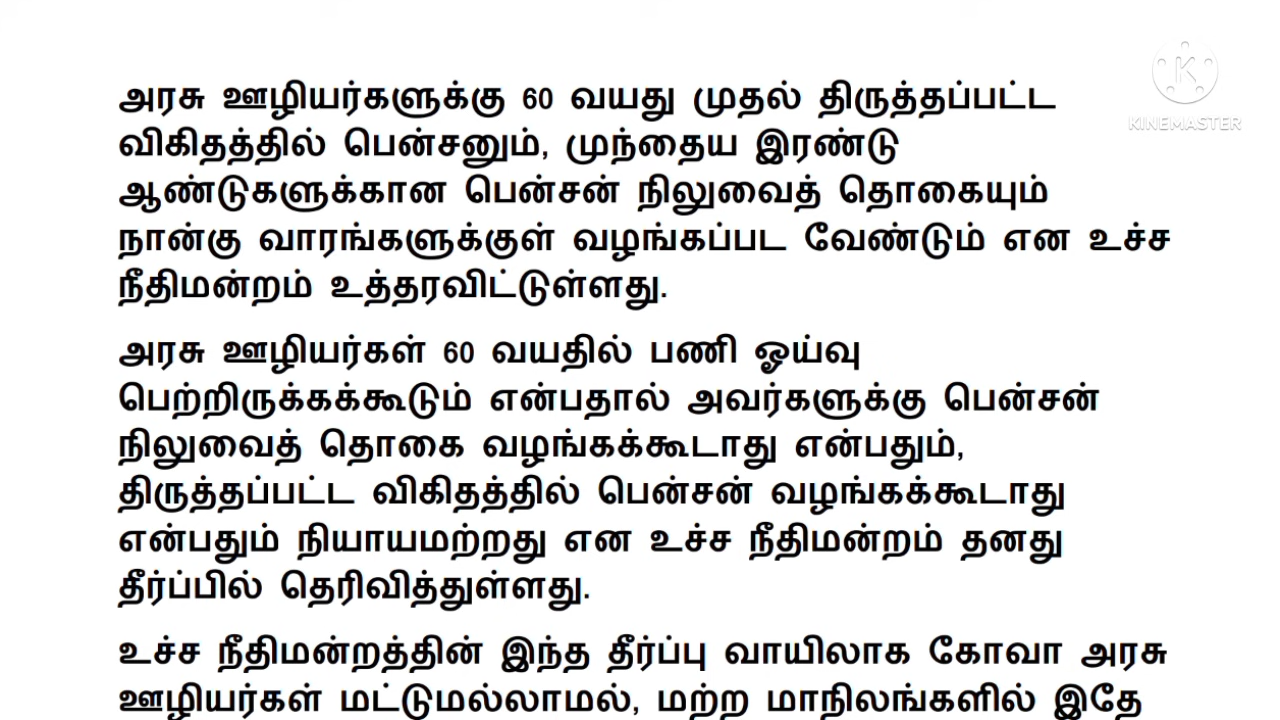 அரசு ஊழியர்களுக்கு 60 வயது முதல் திருத்தப்பட்ட
விகிதத்தில் பென்சனும், முந்தைய இரண்டு
ஆண்டுகளுக்கான பென்சன் நிலுவைத் தொகையும்
நான்கு வாரங்களுக்குள் வழங்கப்பட வேண்டும் என உச்ச
நீதிமன்றம் உத்தரவிட்டுள்ளது.
அரசு ஊழியர்கள் 60 வயதில் பணி ஓய்வு
பெற்றிருக்கக்கூடும் என்பதால் அவர்களுக்கு பென்சன்
நிலுவைத் தொகை வழங்கக்கூடாது என்பதும்,
திருத்தப்பட்ட விகிதத்தில் பென்சன் வழங்கக்கூடாது
என்பதும் நியாயமற்றது என உச்ச நீதிமன்றம் தனது
தீர்ப்பில் தெரிவித்துள்ளது.
உச்ச நீதிமன்றத்தின் இந்த தீர்ப்பு வாயிலாக கோவா அரசு
ஊழியர்கள் மட்டுமல்லாமல், மற்ற மாநிலங்களில் இதே
K
KINEMASTER